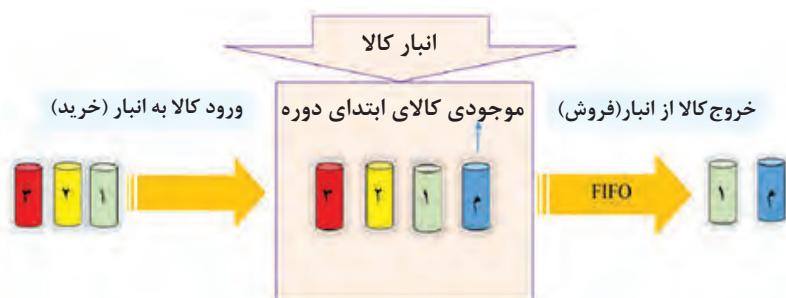 انبار کالا
خروج کالا از انبار(فروش)
موجودی کالای ابتدای دوره
ورود کالا به انبار (خرید)
م ۱
FIFO
م ۱ ۲ ۳
۱ ۲ ۳